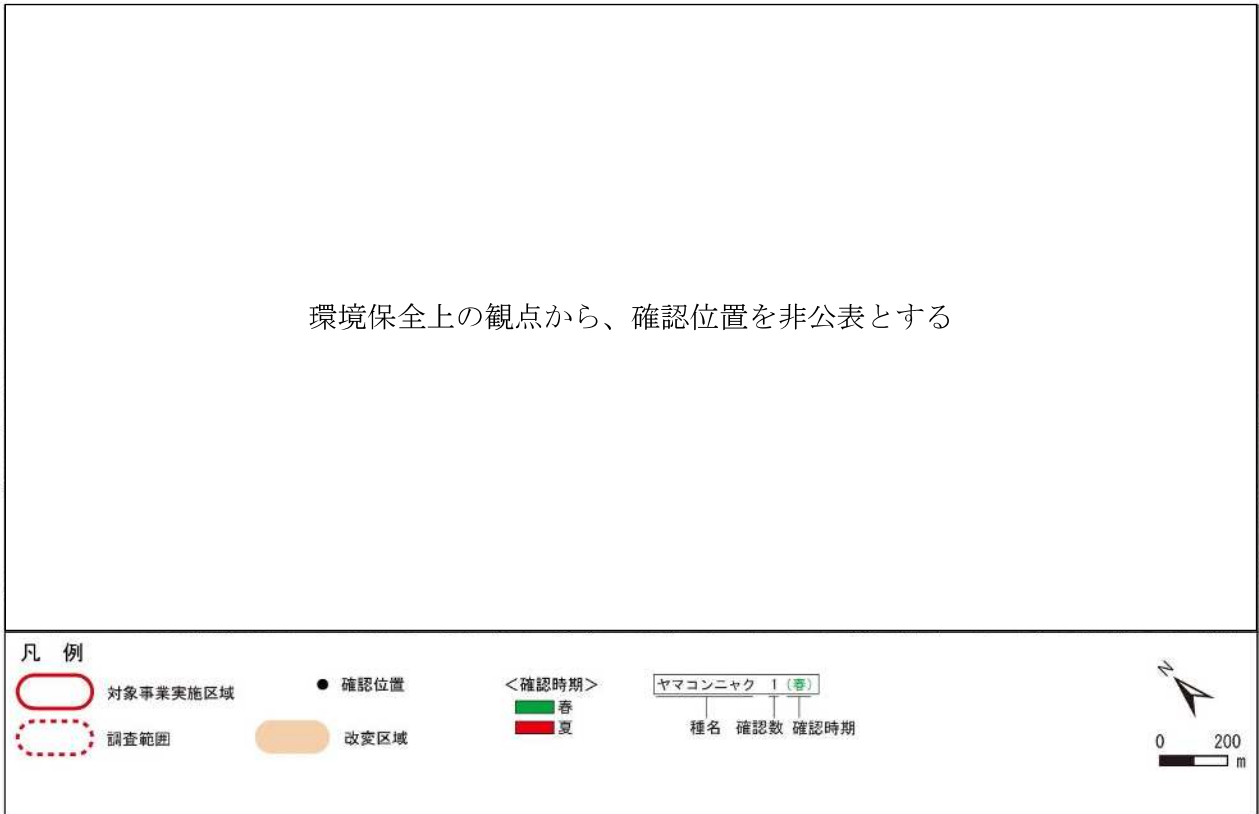 環境保全上の観点から、確認位置を非公表とする
凡 例
対象事業実施区域
調査範囲
確認位置
改変区域
＜確認時期＞
春
夏
ヤマコンニャク 1（春）
種名 確認数 確認時期
N
0 200
m